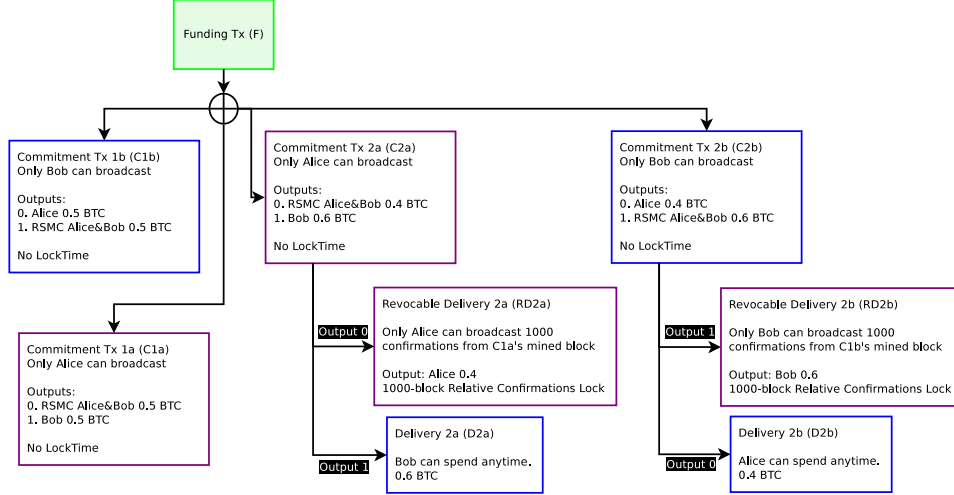 Funding Tx (F)
Commitment Tx 1b (C1b)
Only Bob can broadcast
Outputs:
0. Alice 0.5 BTC
1. RSMC Alice&Bob 0.5 BTC
No LockTime
Commitment Tx 2a (C2a)
Only Alice can broadcast
Outputs:
0. RSMC Alice&Bob 0.4 BTC
1. Bob 0.6 BTC
No LockTime
Commitment Tx 2b (C2b)
Only Bob can broadcast
Outputs:
0. Alice 0.4 BTC
1. RSMC Alice&Bob 0.6 BTC
No LockTime
Commitment Tx 1a (C1a)
Only Alice can broadcast
Outputs:
0. RSMC Alice&Bob 0.5 BTC
1. Bob 0.5 BTC
No LockTime
Output 0
Revocable Delivery 2a (RD2a)
Only Alice can broadcast 1000
confirmations from C1a's mined block
Output: Alice 0.4
1000-block Relative Confirmations Lock
Output 1
Delivery 2a (D2a)
Bob can spend anytime.
0.6 BTC
Output 1
Revocable Delivery 2b (RD2b)
Only Bob can broadcast 1000
confirmations from C1b's mined block
Output: Bob 0.6
1000-block Relative Confirmations Lock
Output 0
Delivery 2b (D2b)
Alice can spend anytime.
0.4 BTC